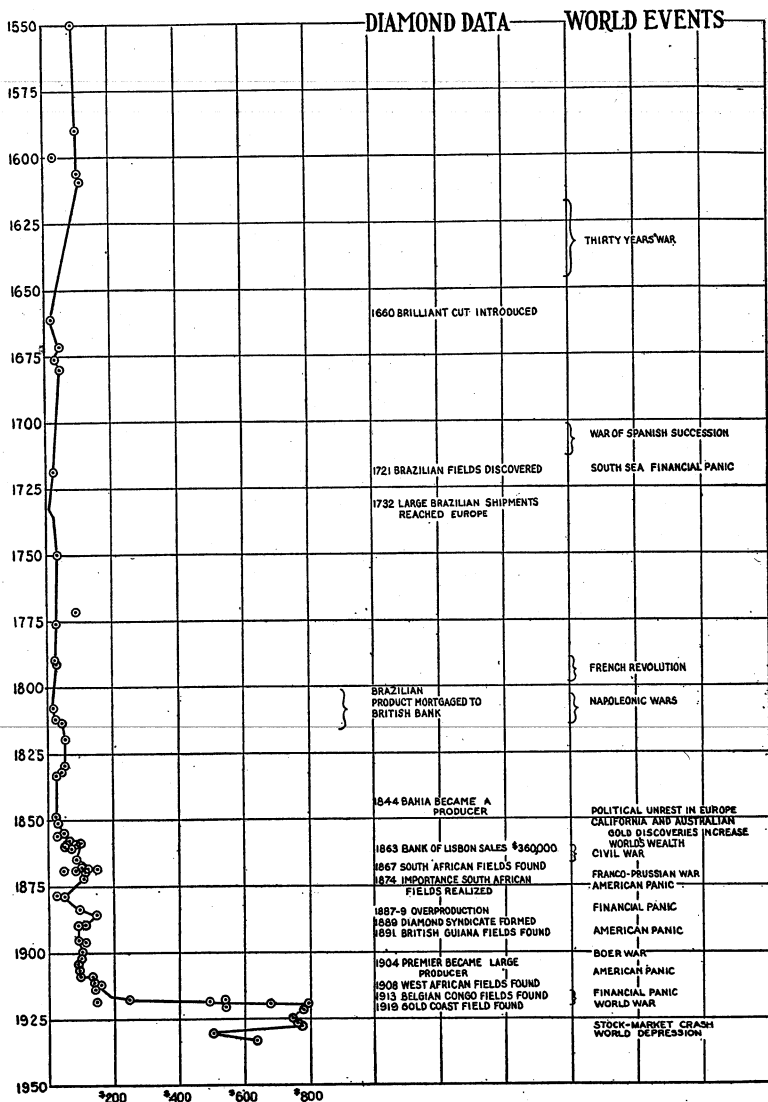 DIAMOND DATA WORLD EVENTS
1550
1575
1600
1625
THIRTY YEARS WAR
1650
1660 BRILLIANT CUT INTRODUCED
1675
1700
WAR OF SPANISH SUCCESSION
1721 BRAZILIAN FIELDS DISCOVERED SOUTH SEA FINANCIAL PANIC
1725
1732 LARGE BRAZILIAN SHIPMENTS
REACHED EUROPE
1750
1775
FRENCH REVOLUTION
1800
BRAZILIAN
PRODUCT MORTGAGED TO
BRITISH BANK
NAPOLEONIC WARS
1825
1844 BAHIA BECAME A
PRODUCER
POLITICAL UNREST IN EUROPE
CALIFORNIA AND AUSTRALIAN
GOLD DISCOVERIES INCREASE
WORLD'S WEALTH
1850
1863 BANK OF LISBON SALES $360,000
CIVIL WAR
1867 SOUTH AFRICAN FIELDS FOUND
FRANCO-PRUSSIAN WAR
1875
1874 IMPORTANCE SOUTH AFRICAN
FIELDS REALIZED
AMERICAN PANIC
1887-9 OVERPRODUCTION
FINANCIAL PANIC
1889 DIAMOND SYNDICATE FORMED
1891 BRITISH GUIANA FIELDS FOUND
AMERICAN PANIC
1900
BOER WAR
1904 PREMIER BECAME LARGE
PRODUCER
AMERICAN PANIC
1908 WEST AFRICAN FIELDS FOUND
1913 BELGIAN CONGO FIELDS FOUND
FINANCIAL PANIC
1919 GOLD COAST FIELD FOUND
WORLD WAR
1925
STOCK-MARKET CRASH
WORLD DEPRESSION
1950
$200 $400 $600 $800